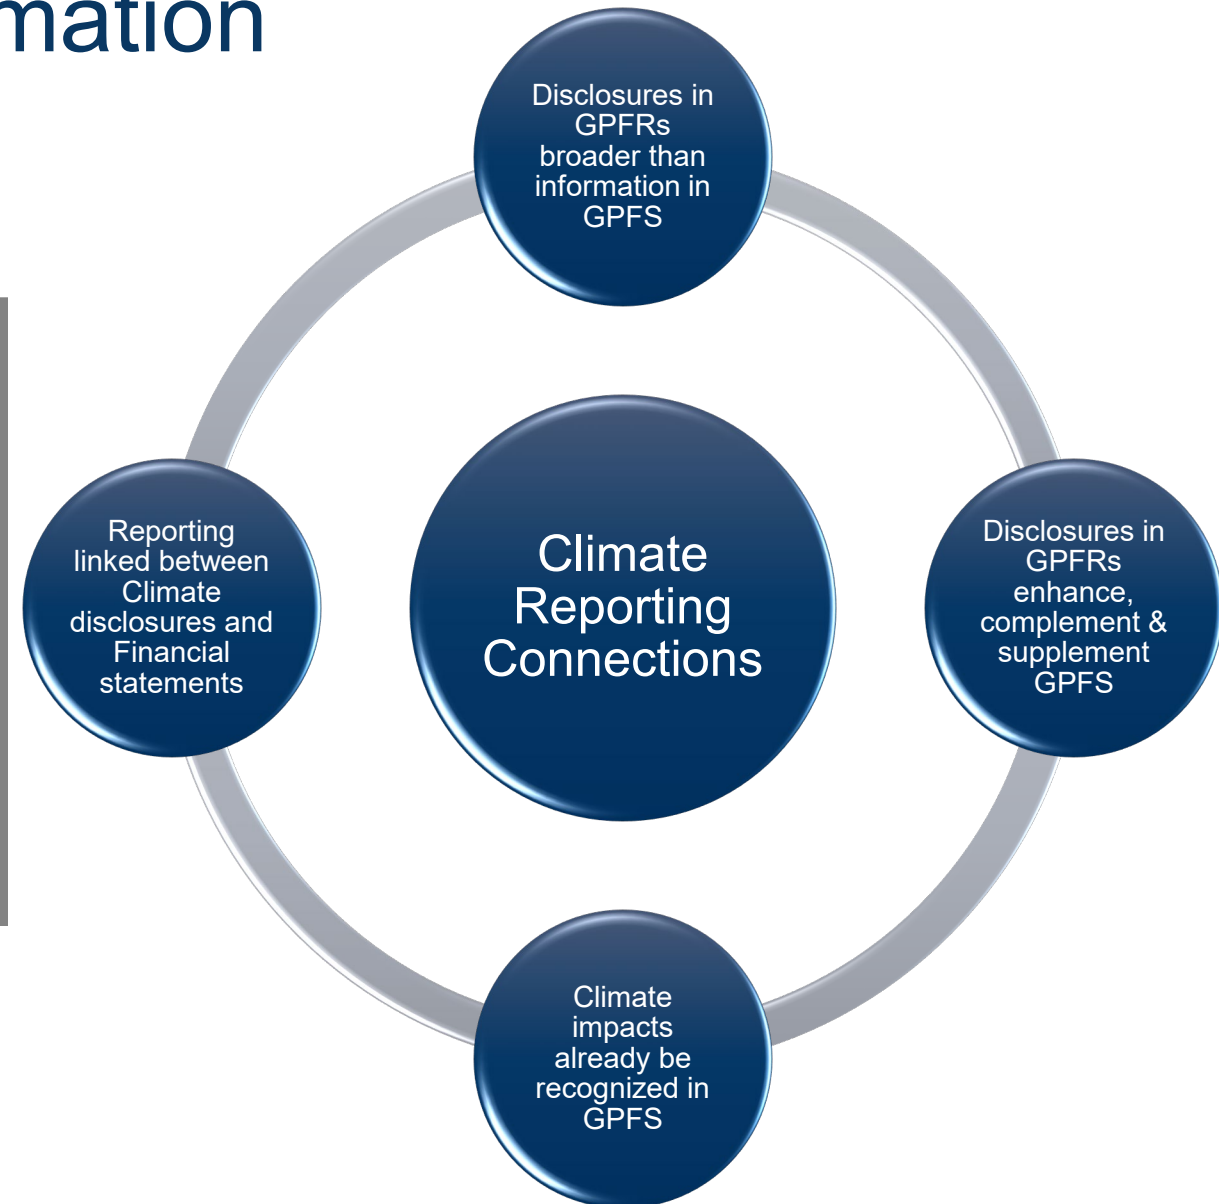 mation
Disclosures in
GPFRs
broader than
information in
GPFS
Reporting
linked between
Climate
disclosures and
Financial
statements
Climate
Reporting
Connections
Disclosures in
GPFRs
enhance,
complement &
supplement
GPFS
Climate
impacts
already be
recognized in
GPFS